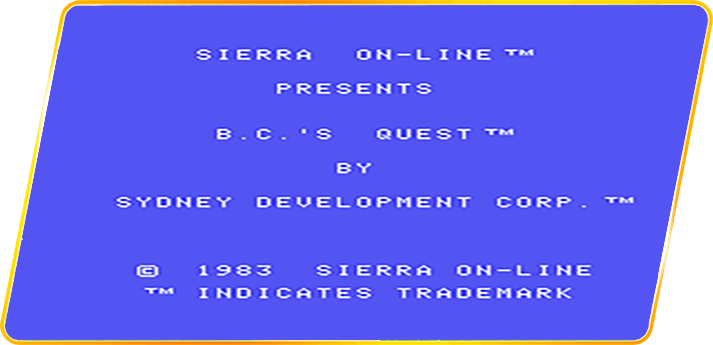 SIERRA ON-LINE™
PRESENTS
B.C.'S QUEST™
BY
SYDNEY DEVELOPMENT CORP.™
© 1983 SIERRA ON-LINE
™ INDICATES TRADEMARK